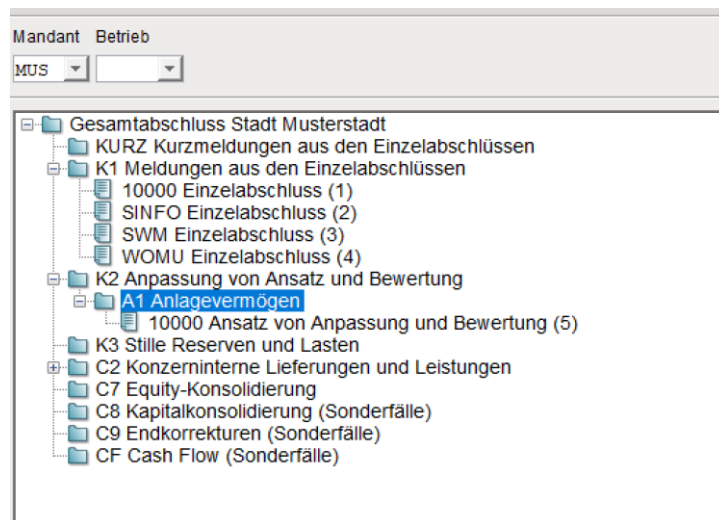 Mandant Betrieb
MUS
Gesamtabschluss Stadt Musterstadt
KURZ Kurzmeldungen aus den Einzelabschlüssen
K1 Meldungen aus den Einzelabschlüssen
10000 Einzelabschluss (1)
SINFO Einzelabschluss (2)
SWM Einzelabschluss (3)
WOMU Einzelabschluss (4)
K2 Anpassung von Ansatz und Bewertung
A1 Anlagevermögen
10000 Ansatz von Anpassung und Bewertung (5)
K3 Stille Reserven und Lasten
C2 Konzerninterne Lieferungen und Leistungen
C7 Equity-Konsolidierung
C8 Kapitalkonsolidierung (Sonderfälle)
C9 Endkorrekturen (Sonderfälle)
CF Cash Flow (Sonderfälle)